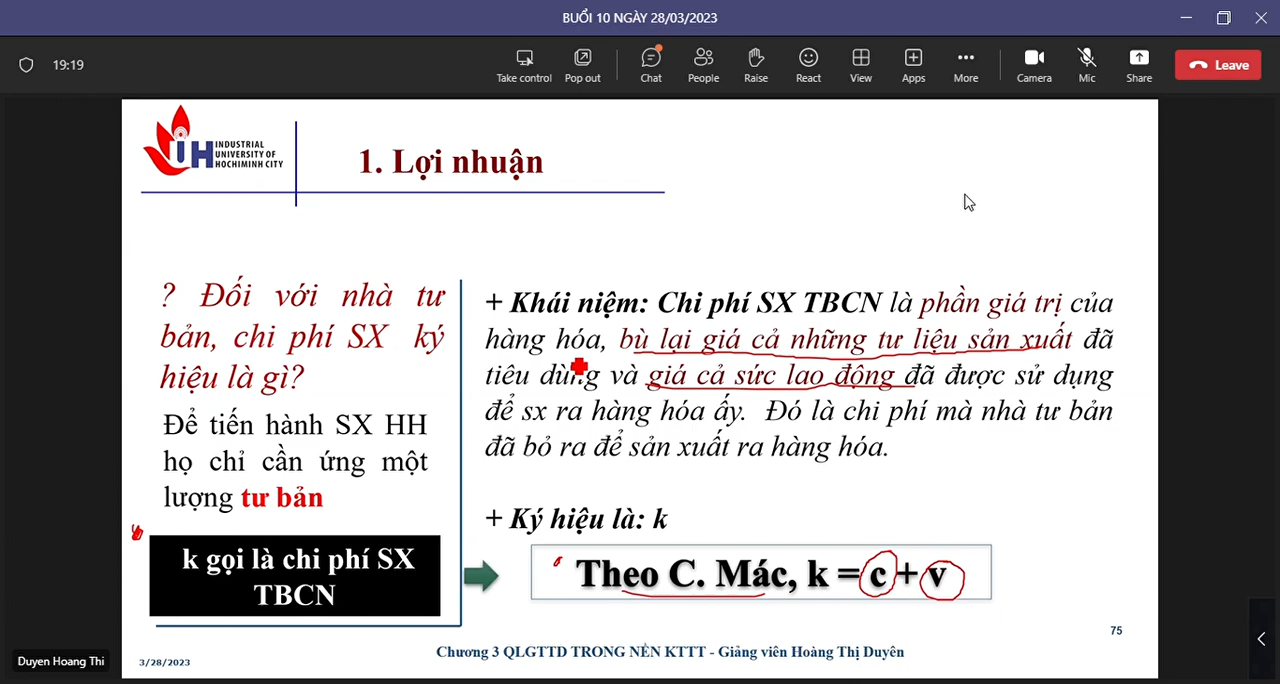 BUỔI 10 NGÀY 28/03/2023
19:19
Take control
Pop out
Chat
People
Raise
React
View
Apps
More
Camera
Mic
Share
Leave
INDUSTRIAL
UNIVERSITY OF
HOCHIMINH CITY
1. Lợi nhuận
? Đối với nhà tư
bản, chi phí SX ký
hiệu là gì?
Để tiến hành SX HH
họ chỉ cần ứng một
lượng tư bản
k gọi là chi phí SX
TBCN
+ Khái niệm: Chi phí SX TBCN là phần giá trị của
hàng hóa, bù lại giá cả những tư liệu sản xuất đã
tiêu dùng và giá cả sức lao động đã được sử dụng
để sx ra hàng hóa ấy. Đó là chi phí mà nhà tư bản
đã bỏ ra để sản xuất ra hàng hóa.
+ Ký hiệu là: k
Theo C. Mác, k = c + v
75
Duyen Hoang Thi
3/28/2023
Chương 3 QLGTTD TRONG NỀN KTTT - Giảng viên Hoàng Thị Duyên